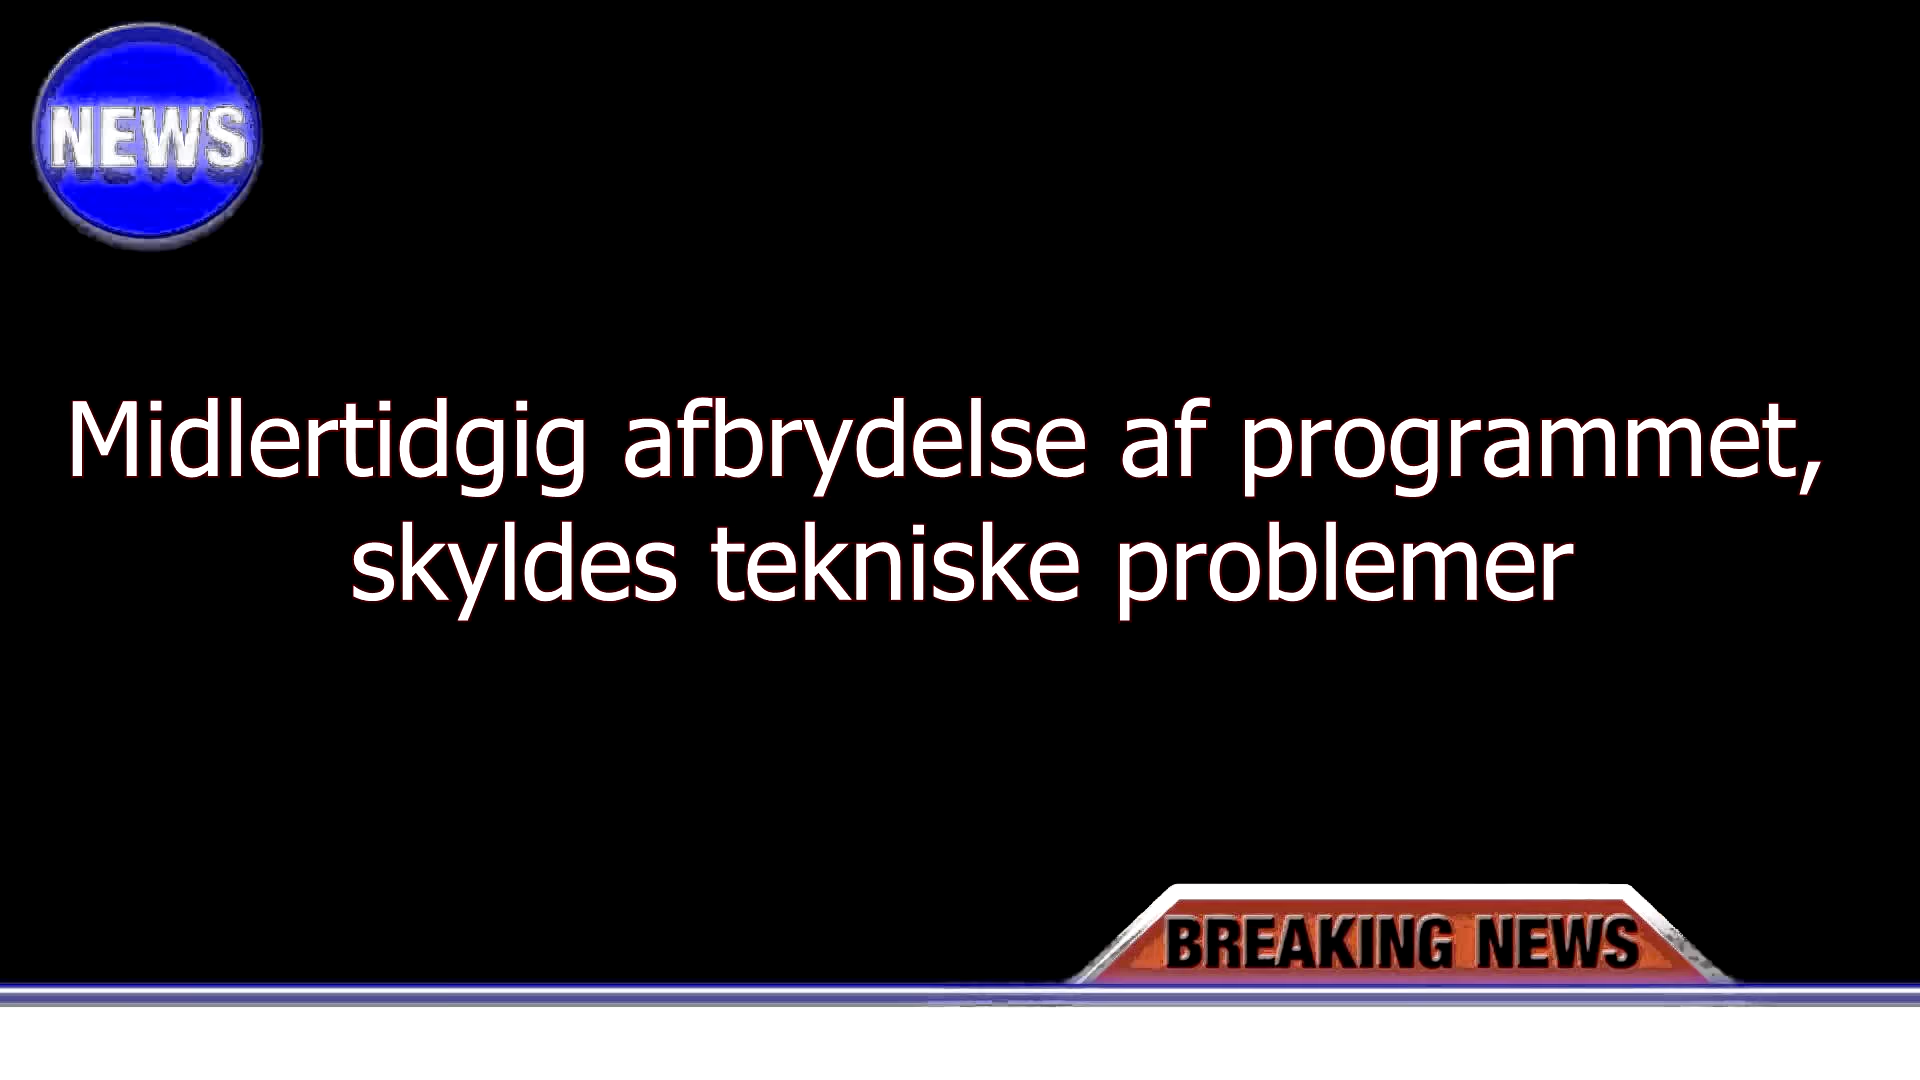 NEWS
Midlertidgig afbrydelse af programmet,
skyldes tekniske problemer
BREAKING NEWS